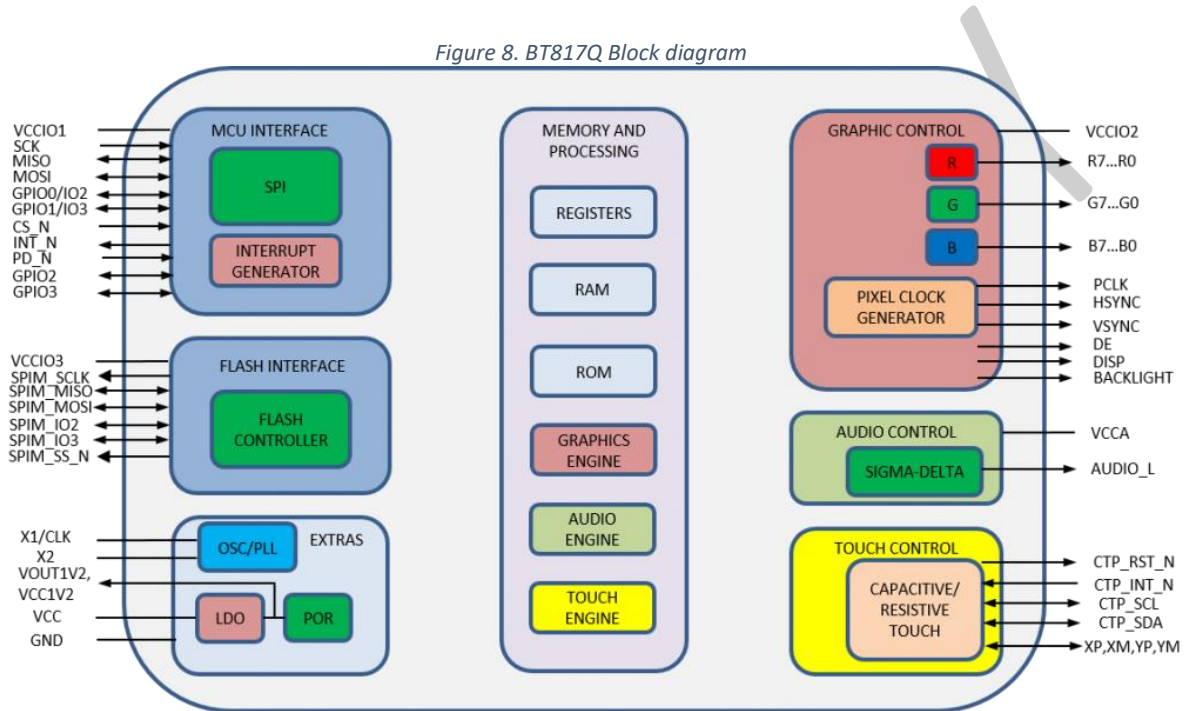 Figure 8. BT817Q Block diagram
VCCIO1
SCK
MISO
MOSI
GPIO0/IO2
GPIO1/IO3
CS_N
INT_N
PD_N
GPIO2
GPIO3
MCU INTERFACE
SPI
INTERRUPT
GENERATOR
VCCIO3
SPIM_SCLK
SPIM_MISO
SPIM_MOSI
SPIM_IO2
SPIM_IO3
SPIM_SS_N
FLASH INTERFACE
FLASH
CONTROLLER
X1/CLK
X2
VOUT1V2,
VCC1V2
VCC
GND
OSC/PLL
EXTRAS
LDO
POR
MEMORY AND
PROCESSING
REGISTERS
RAM
ROM
GRAPHICS
ENGINE
AUDIO
ENGINE
TOUCH
ENGINE
GRAPHIC CONTROL
R
G
B
PIXEL CLOCK
GENERATOR
VCCIO2
R7...R0
G7...G0
B7...B0
PCLK
HSYNC
VSYNC
DE
DISP
BACKLIGHT
AUDIO CONTROL
SIGMA-DELTA
VCCA
AUDIO_L
TOUCH CONTROL
CAPACITIVE/
RESISTIVE
TOUCH
CTP_RST_N
CTP_INT_N
CTP_SCL
CTP_SDA
XP,XM,YP,YM